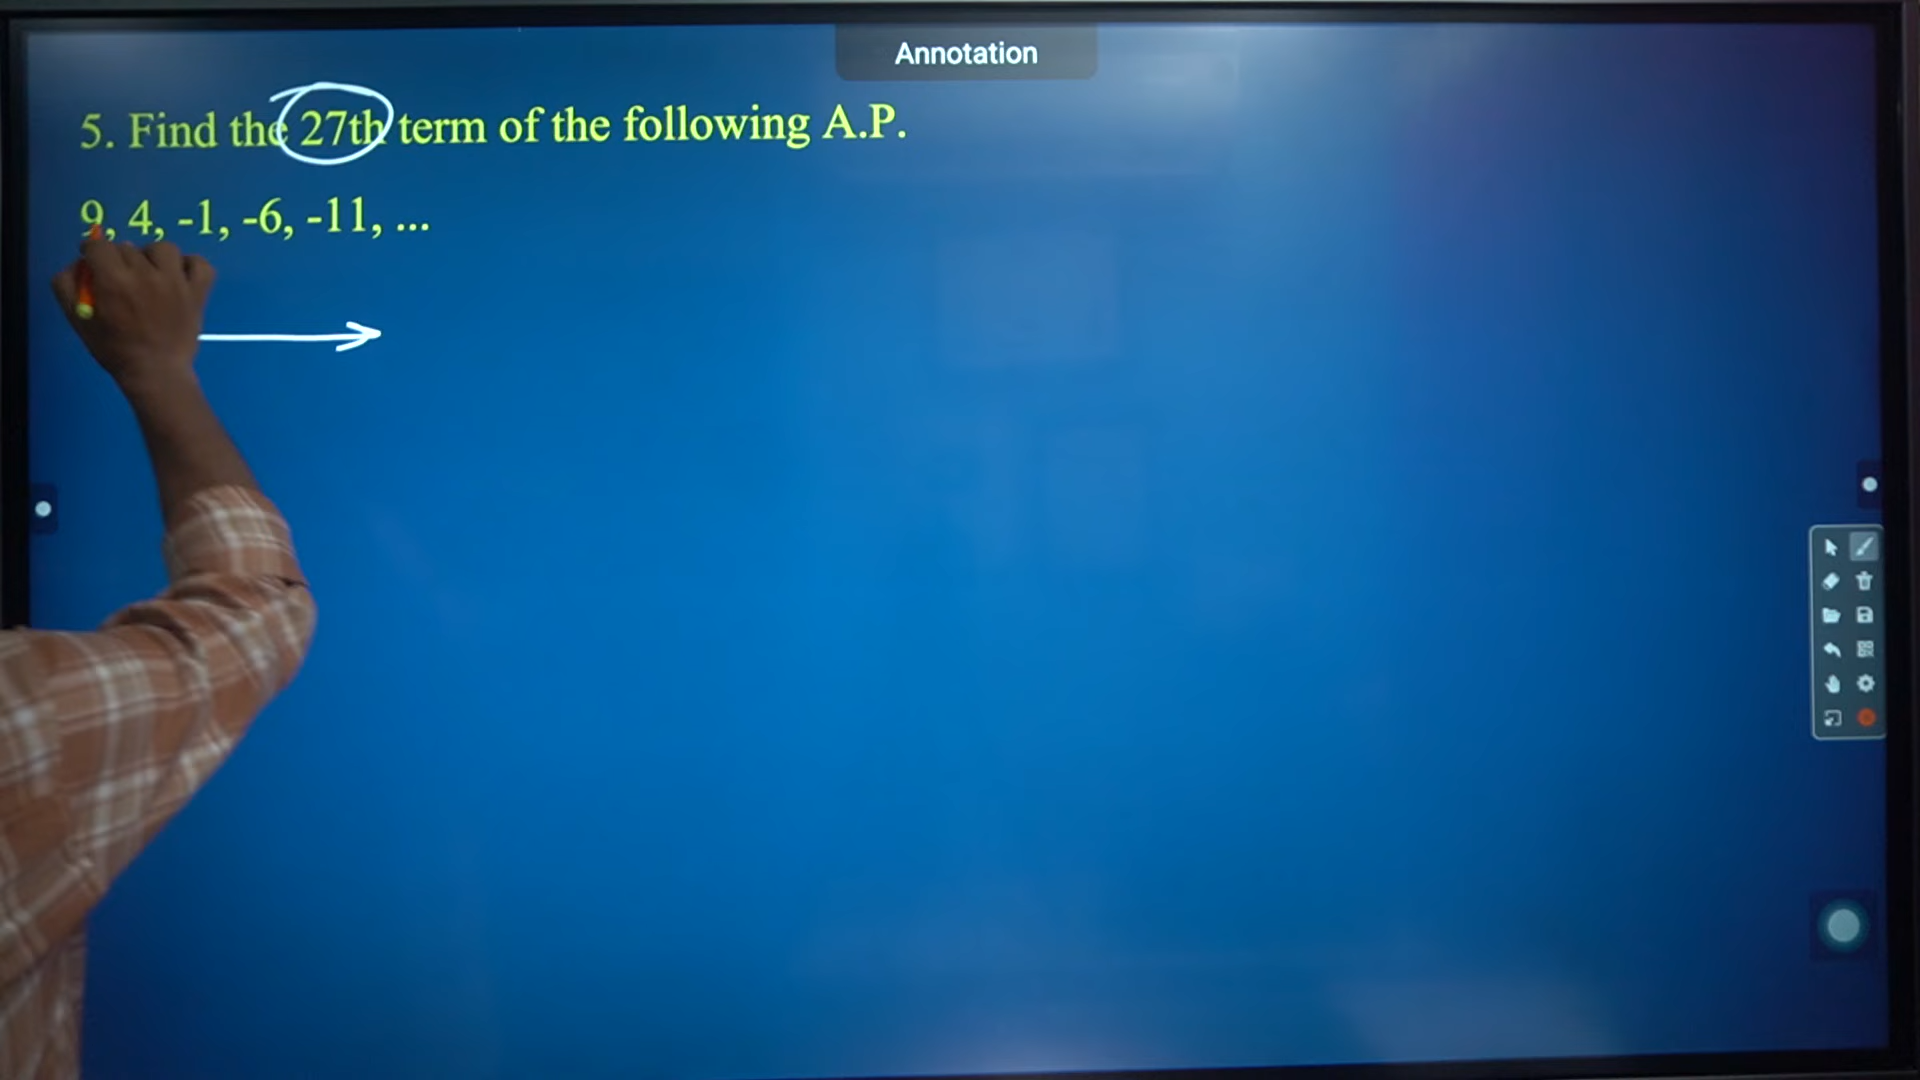 Annotation
5. Find the 27th term of the following A.P.
9, 4, -1, -6, -11, ...